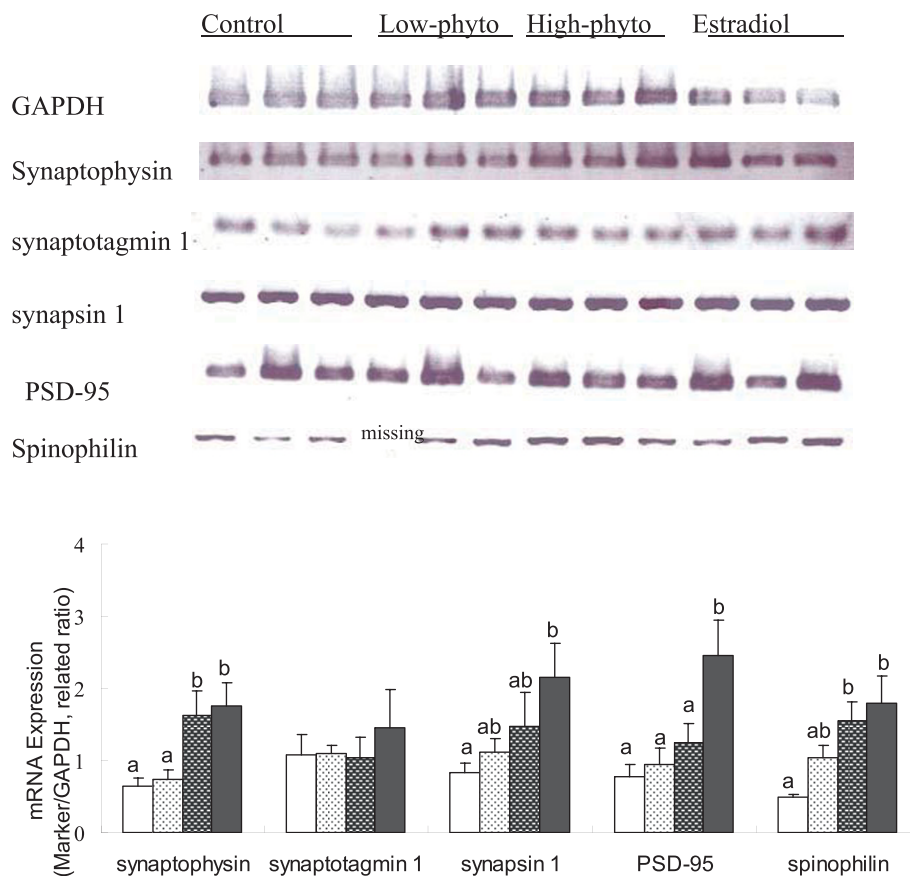 Control Low-phyto High-phyto Estradiol
GAPDH
Synaptophysin
synaptotagmin 1
synapsin 1
PSD-95
missing
Spinophilin
mRNA Expression
(Marker/GAPDH, related ratio)
4
3
2
1
0
a a b b
a ab ab b
a a a b
a ab b b
synaptophysin synaptotagmin 1 synapsin 1 PSD-95 spinophilin